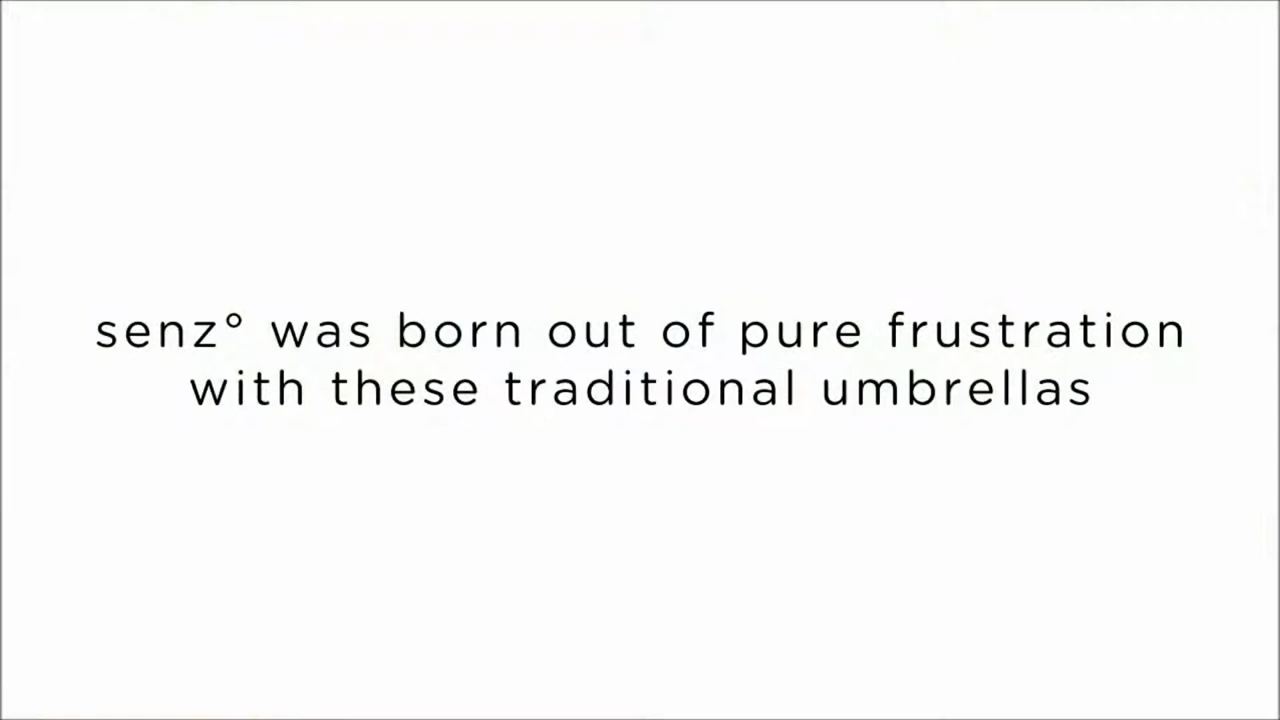 senz° was born out of pure frustration
with these traditional umbrellas